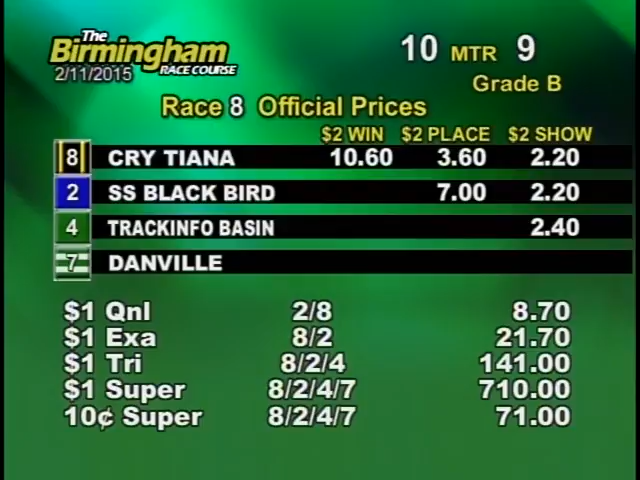 The
Birmingham
RACE COURSE
2/11/2015
10 MTR 9
Grade B
Race 8 Official Prices
$2 WIN $2 PLACE $2 SHOW
8 CRY TIANA 10.60 3.60 2.20
2 SS BLACK BIRD 7.00 2.20
4 TRACKINFO BASIN 2.40
7 DANVILLE
$1 Qnl 2/8 8.70
$1 Exa 8/2 21.70
$1 Tri 8/2/4 141.00
$1 Super 8/2/4/7 710.00
10¢ Super 8/2/4/7 71.00